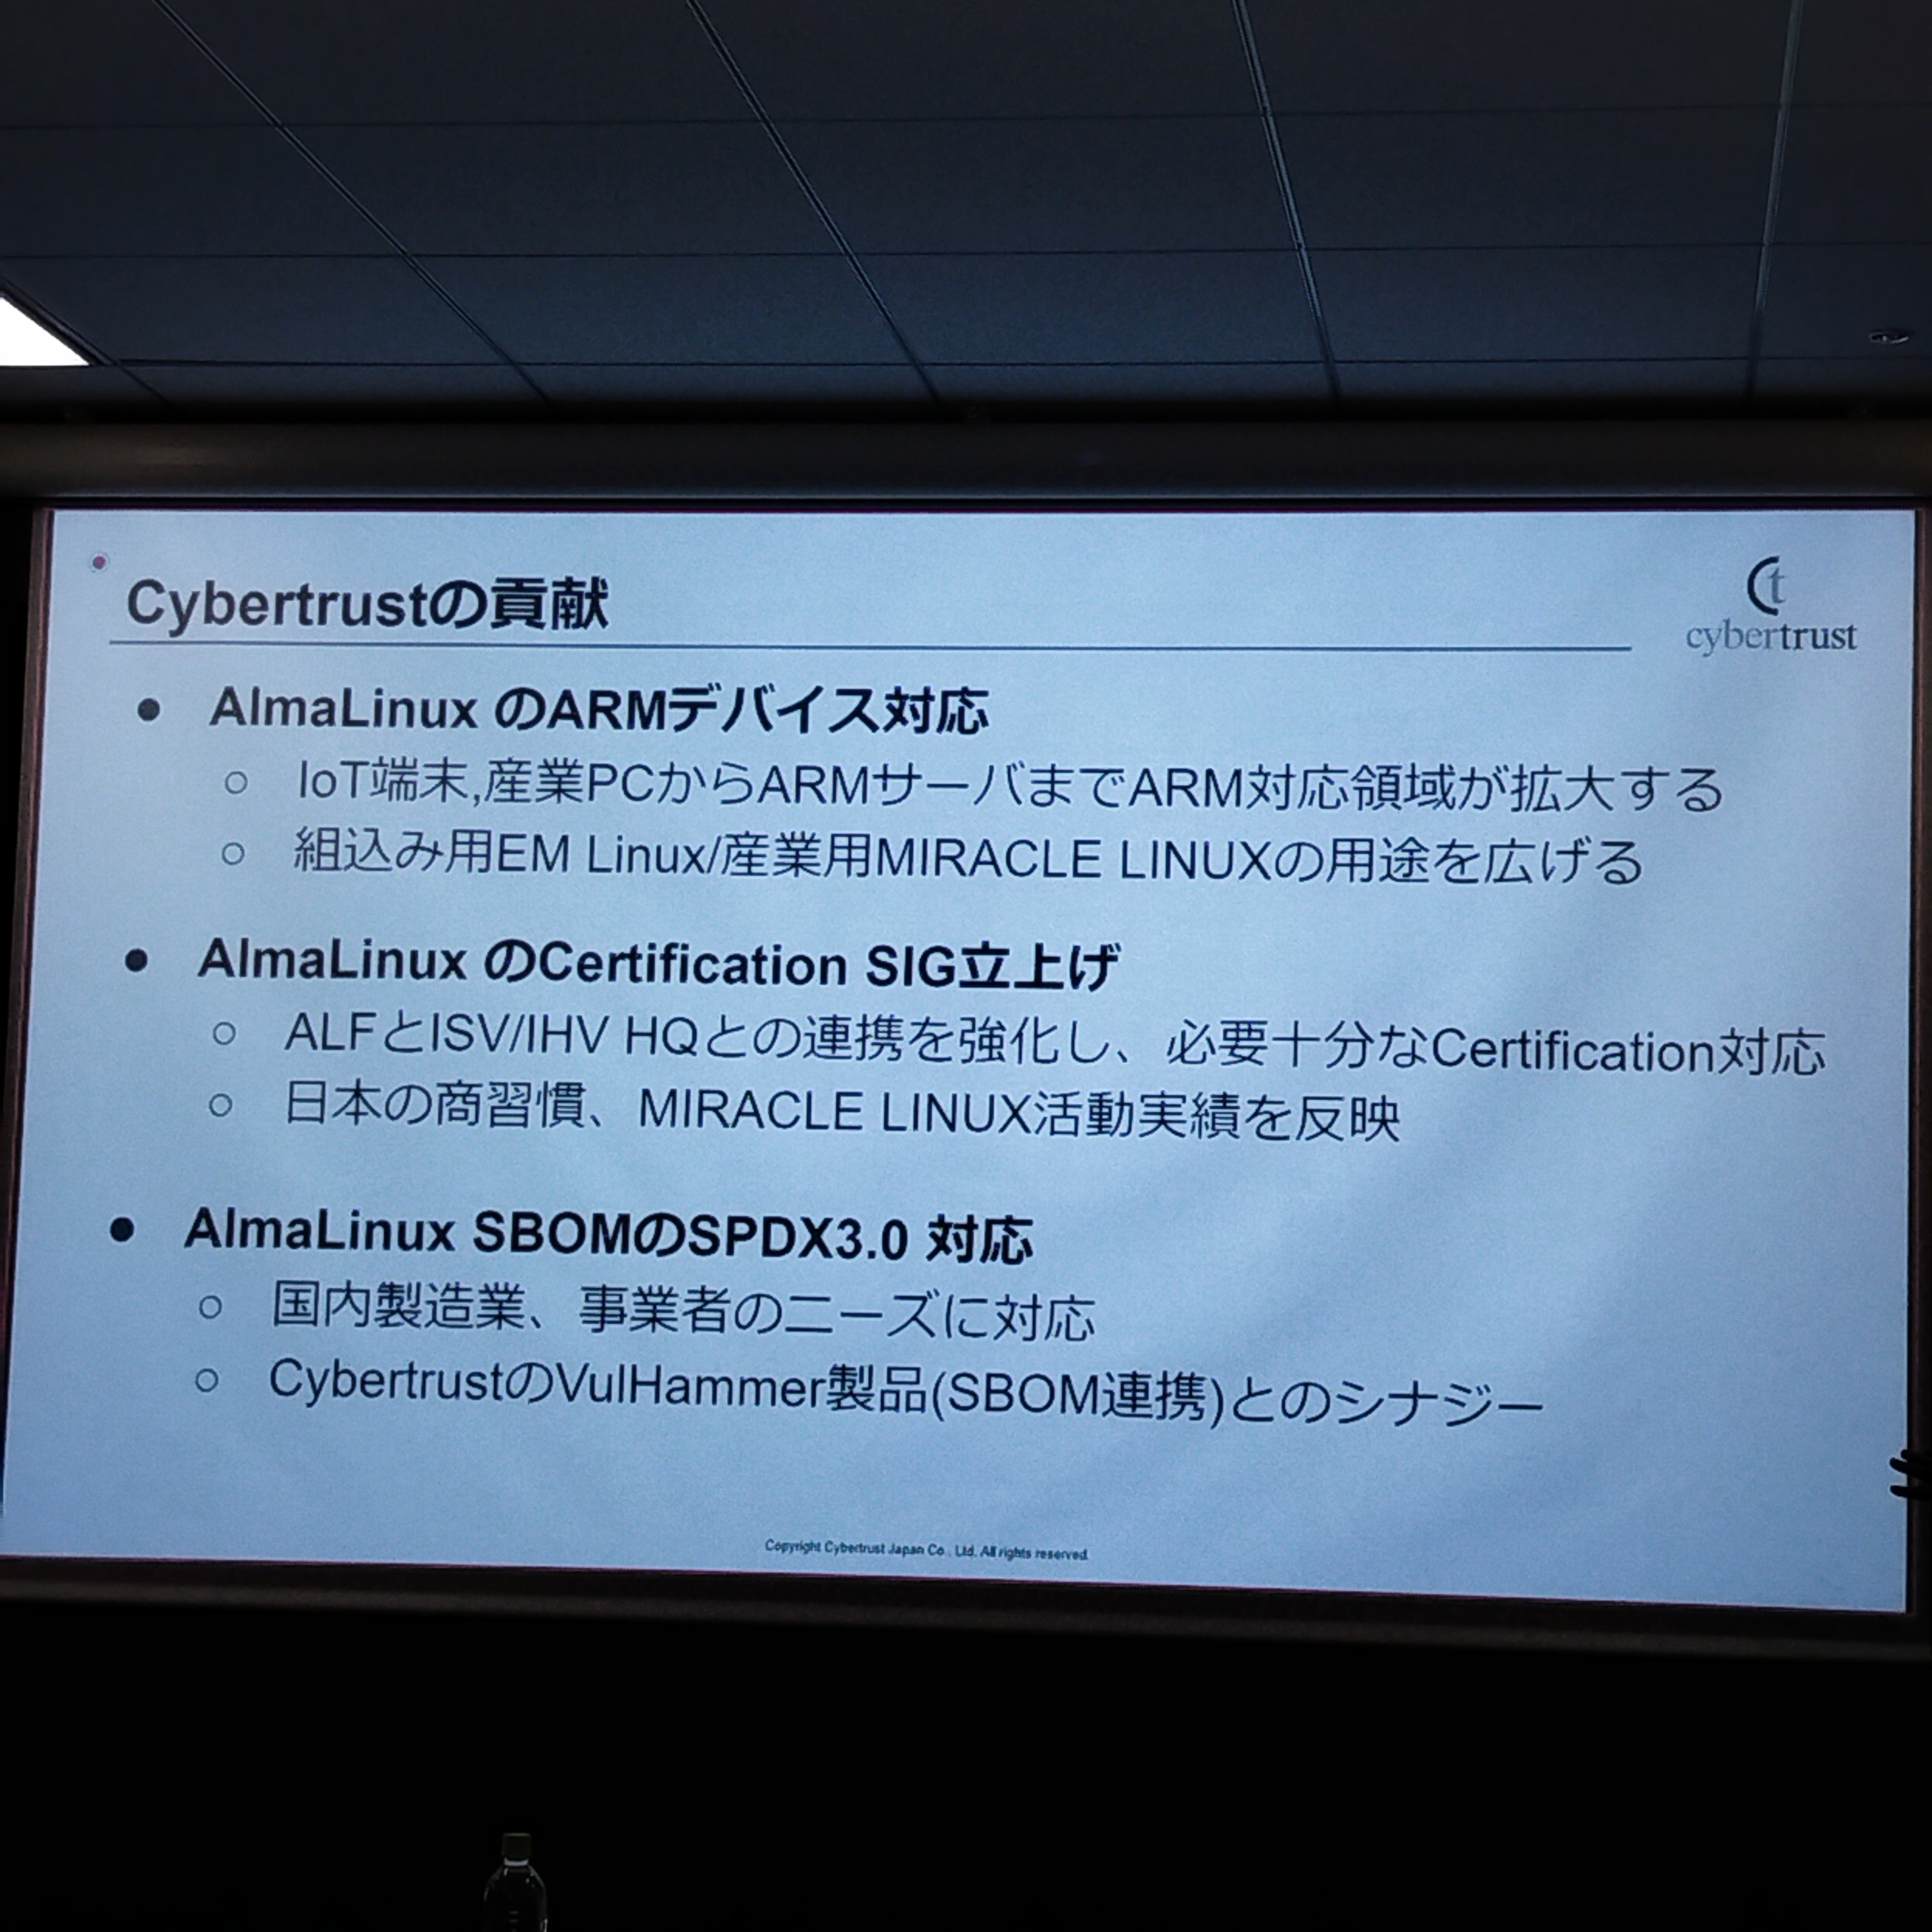 Cybertrustの貢献
cybertrust
● AlmaLinux のARMデバイス対応
○ IoT端末,産業PCからARMサーバまでARM対応領域が拡大する
○ 組込み用EM Linux/産業用MIRACLE LINUXの用途を広げる
● AlmaLinux のCertification SIG立上げ
○ ALFとISV/IHV HQとの連携を強化し、必要十分なCertification対応
○ 日本の商習慣、MIRACLE LINUX活動実績を反映
● AlmaLinux SBOMのSPDX3.0 対応
○ 国内製造業、事業者のニーズに対応
○ CybertrustのVulHammer製品(SBOM連携)とのシナジー
Copyright Cybertrust Japan Co., Ltd. All rights reserved.